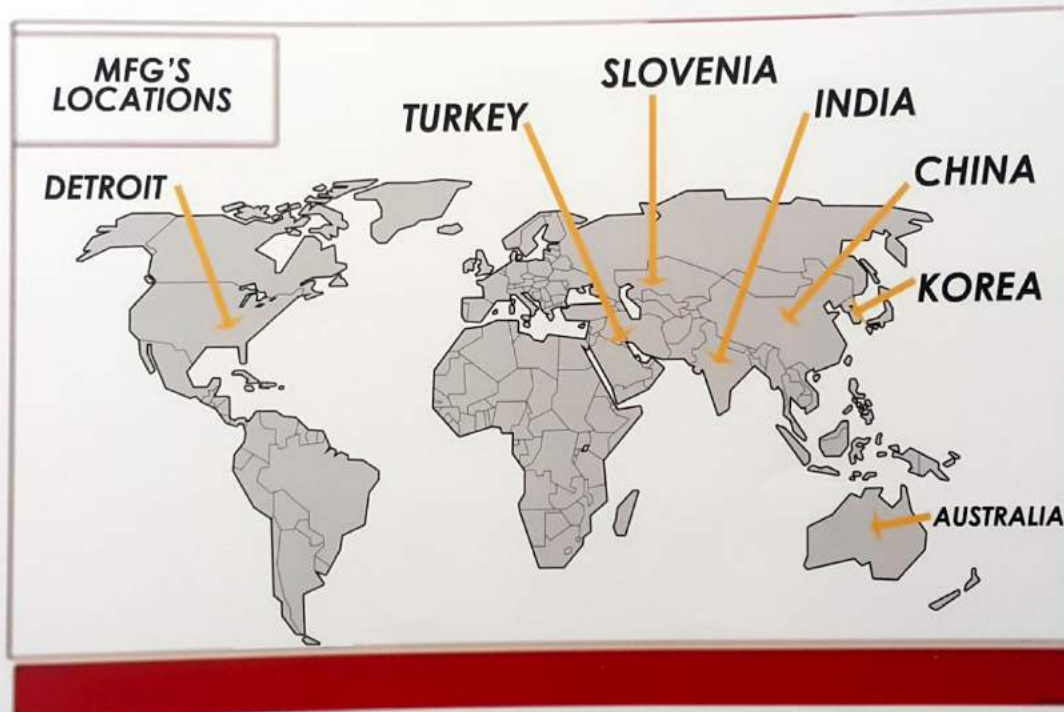 MFG'S
LOCATIONS
DETROIT
TURKEY
SLOVENIA
INDIA
CHINA
KOREA
AUSTRALIA